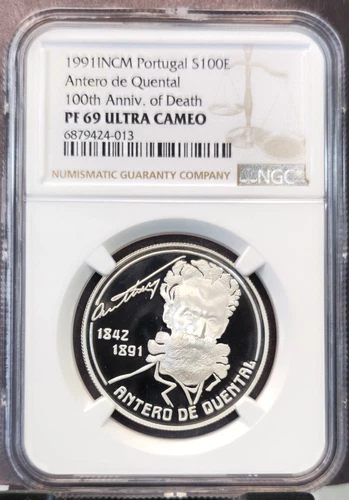 1991INCM Portugal S100E
Antero de Quental
100th Anniv. of Death
PF 69 ULTRA CAMEO
6879424-013
NUMISMATIC GUARANTY COMPANY
NGC
1842
1891
ANTERO DE QUENTAL